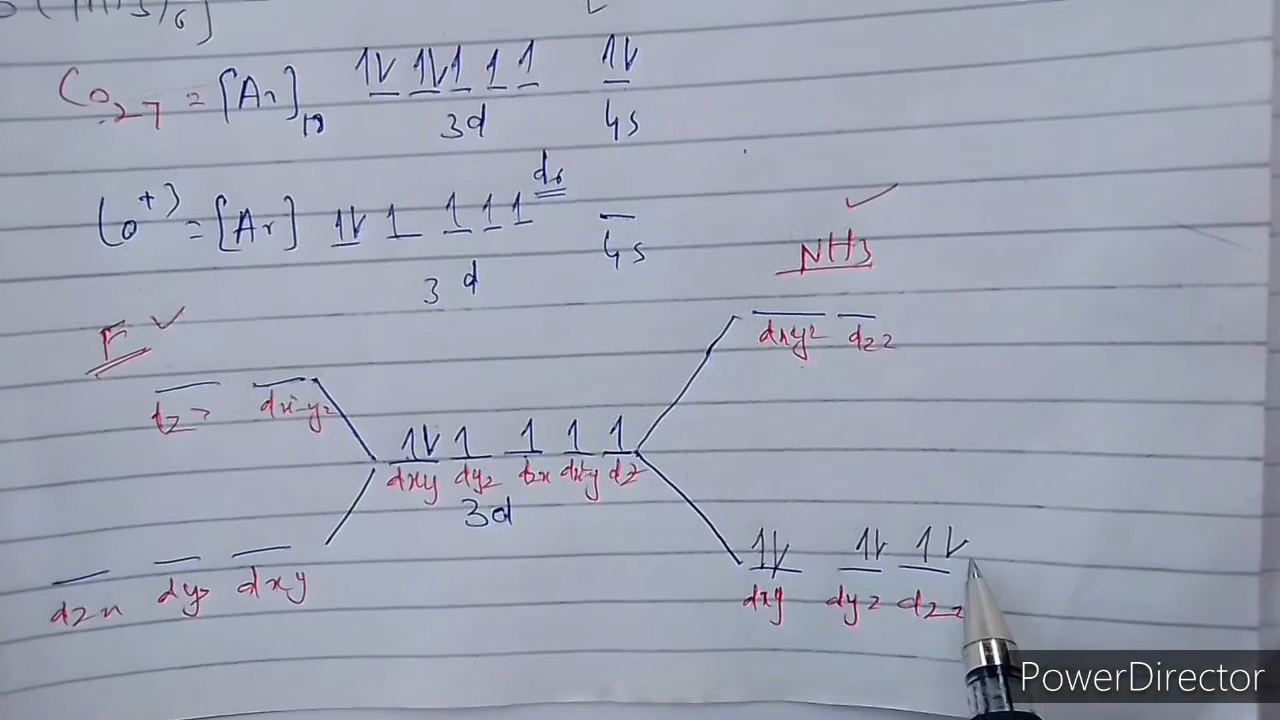 Co27 = [Ar]18 1V 1V 1 1 1 1V
3d 4s
Co+3 = [Ar] 1V 1 1 1 1 d6
3d 4s
NH3
F
dxy2 dz2
dz2 dx2-y2
1V 1 1 1 1
dxy dyz dzx dx2-y dz2
3d
1V 1V 1V
dzx dyz dxy
dxy dyz dzz
PowerDirector